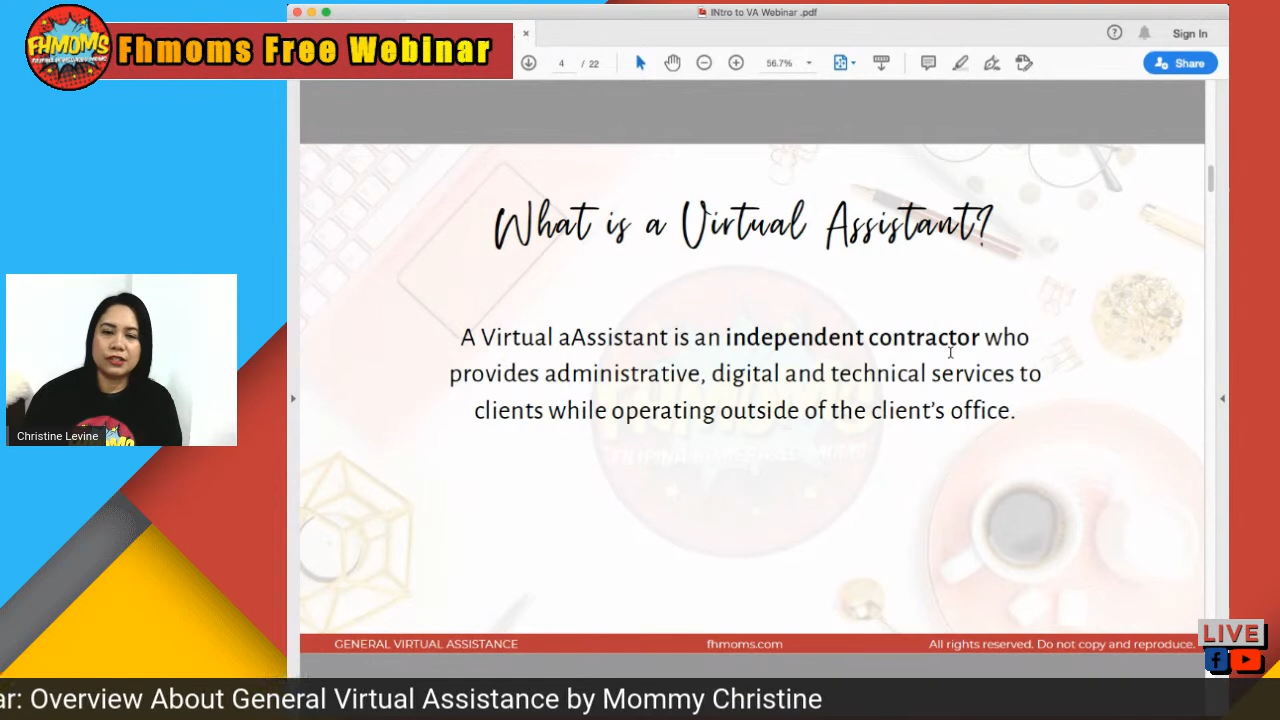 FHMOMS
Fhmoms Free Webinar
INtro to VA Webinar .pdf
Sign In
4 / 22
56.7%
Share
What is a Virtual Assistant?
A Virtual aAssistant is an independent contractor who
provides administrative, digital and technical services to
clients while operating outside of the client's office.
Christine Levine
GENERAL VIRTUAL ASSISTANCE
fhmoms.com
All rights reserved. Do not copy and reproduce.
LIVE
ar: Overview About General Virtual Assistance by Mommy Christine